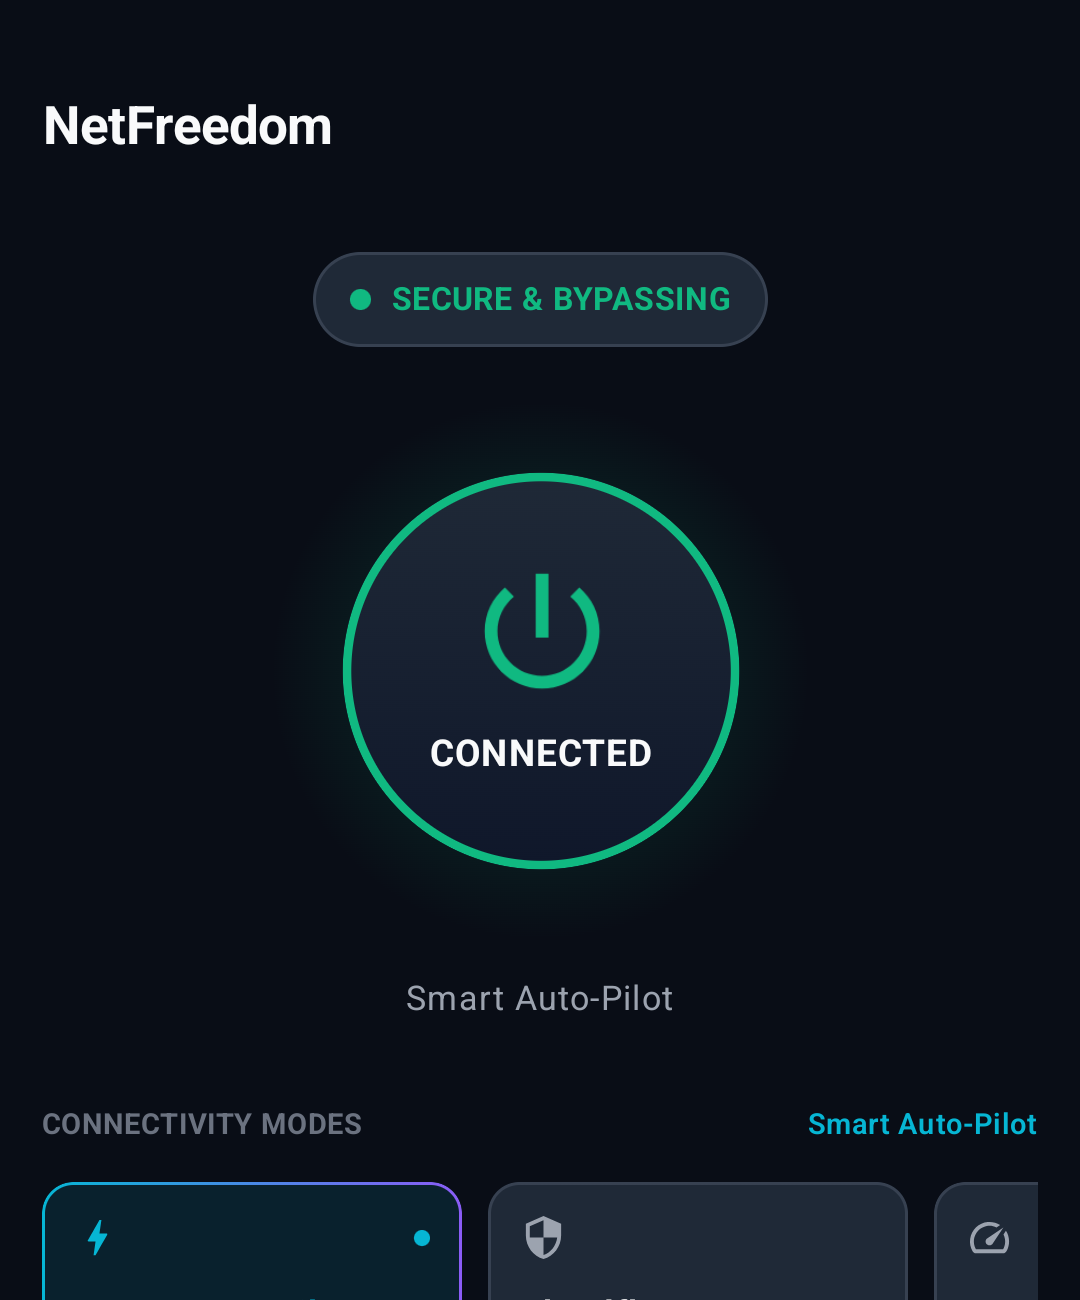 NetFreedom
SECURE & BYPASSING
CONNECTED
Smart Auto-Pilot
CONNECTIVITY MODES
Smart Auto-Pilot